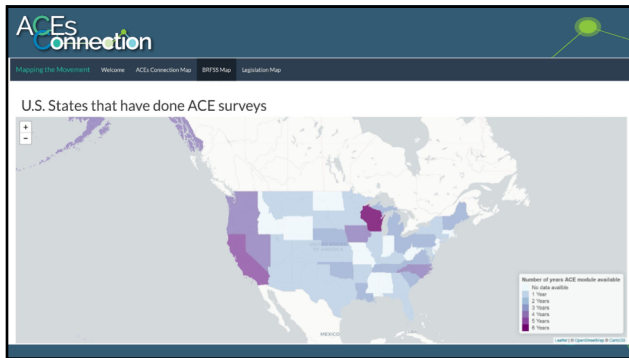 ACEs
Connection
Mapping the Movement Welcome ACEs Connection Map BRFSS Map Legislation Map
U.S. States that have done ACE surveys
+
−
MEXICO
Number of years ACE module available
No data avaible
1 Year
2 Years
3 Years
4 Years
5 Years
6 Years
Leaflet | © OpenStreetMap © CartoDB